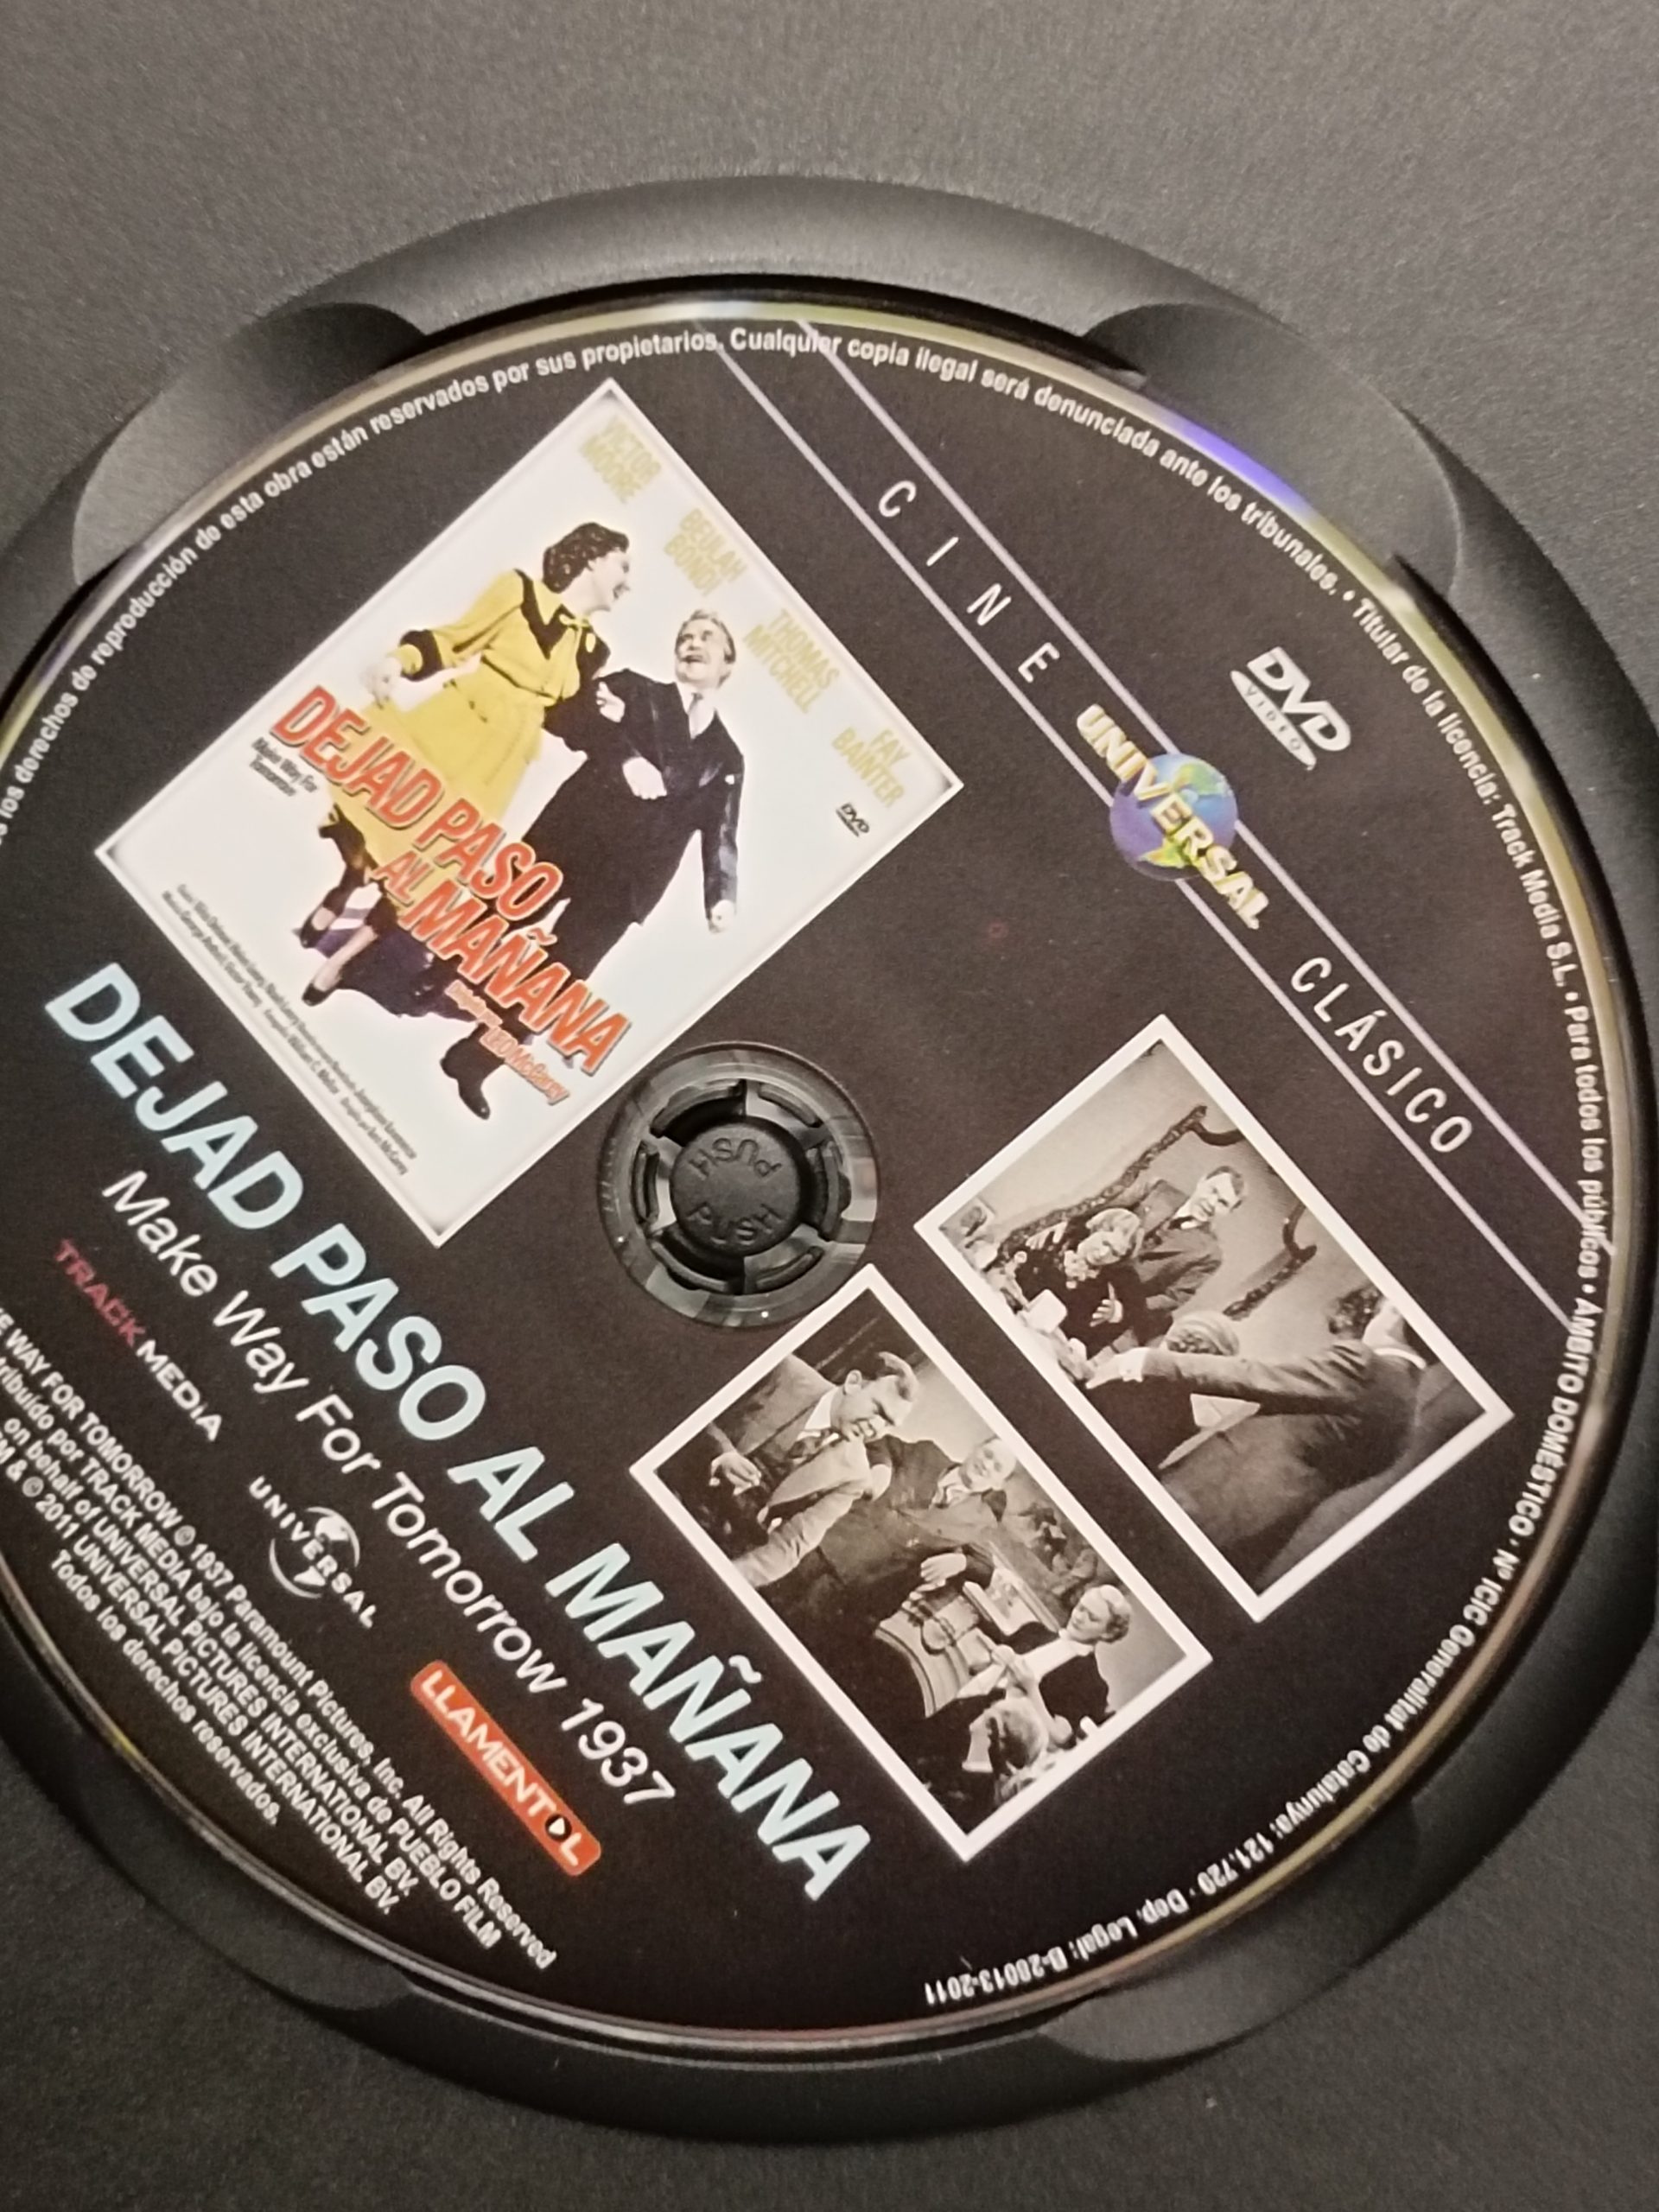 los derechos de reproducción de esta obra están reservados por sus propietarios. Cualquier copia ilegal será denunciada ante los tribunales. • Titular de la licencia: Track Media S.L. • Para todos los públicos • AMBITO DOMÉSTICO · Nº ICIC Generalitat de Catalunya: 121.720 · Dep. Legal: B-20013-2011
CINE UNIVERSAL CLÁSICO
DVD
VIDEO
VICTOR MOORE
BEULAH BONDI
THOMAS MITCHELL
FAY BAINTER
DVD
DEJAD PASO
AL MAÑANA
Make Way For
Tomorrow
LEO McCarey
PUSH
PUSH
DEJAD PASO AL MAÑANA
Make Way For Tomorrow 1937
TRACKMEDIA
UNIVERSAL
LLAMENTOL
WAY FOR TOMORROW © 1937 Paramount Pictures, Inc. All Rights Reserved
por TRACK MEDIA bajo la licencia exclusiva de PUEBLO FILM
on behalf of UNIVERSAL PICTURES INTERNATIONAL BV.
& © 2011 UNIVERSAL PICTURES INTERNATIONAL BV.
Todos los derechos reservados.